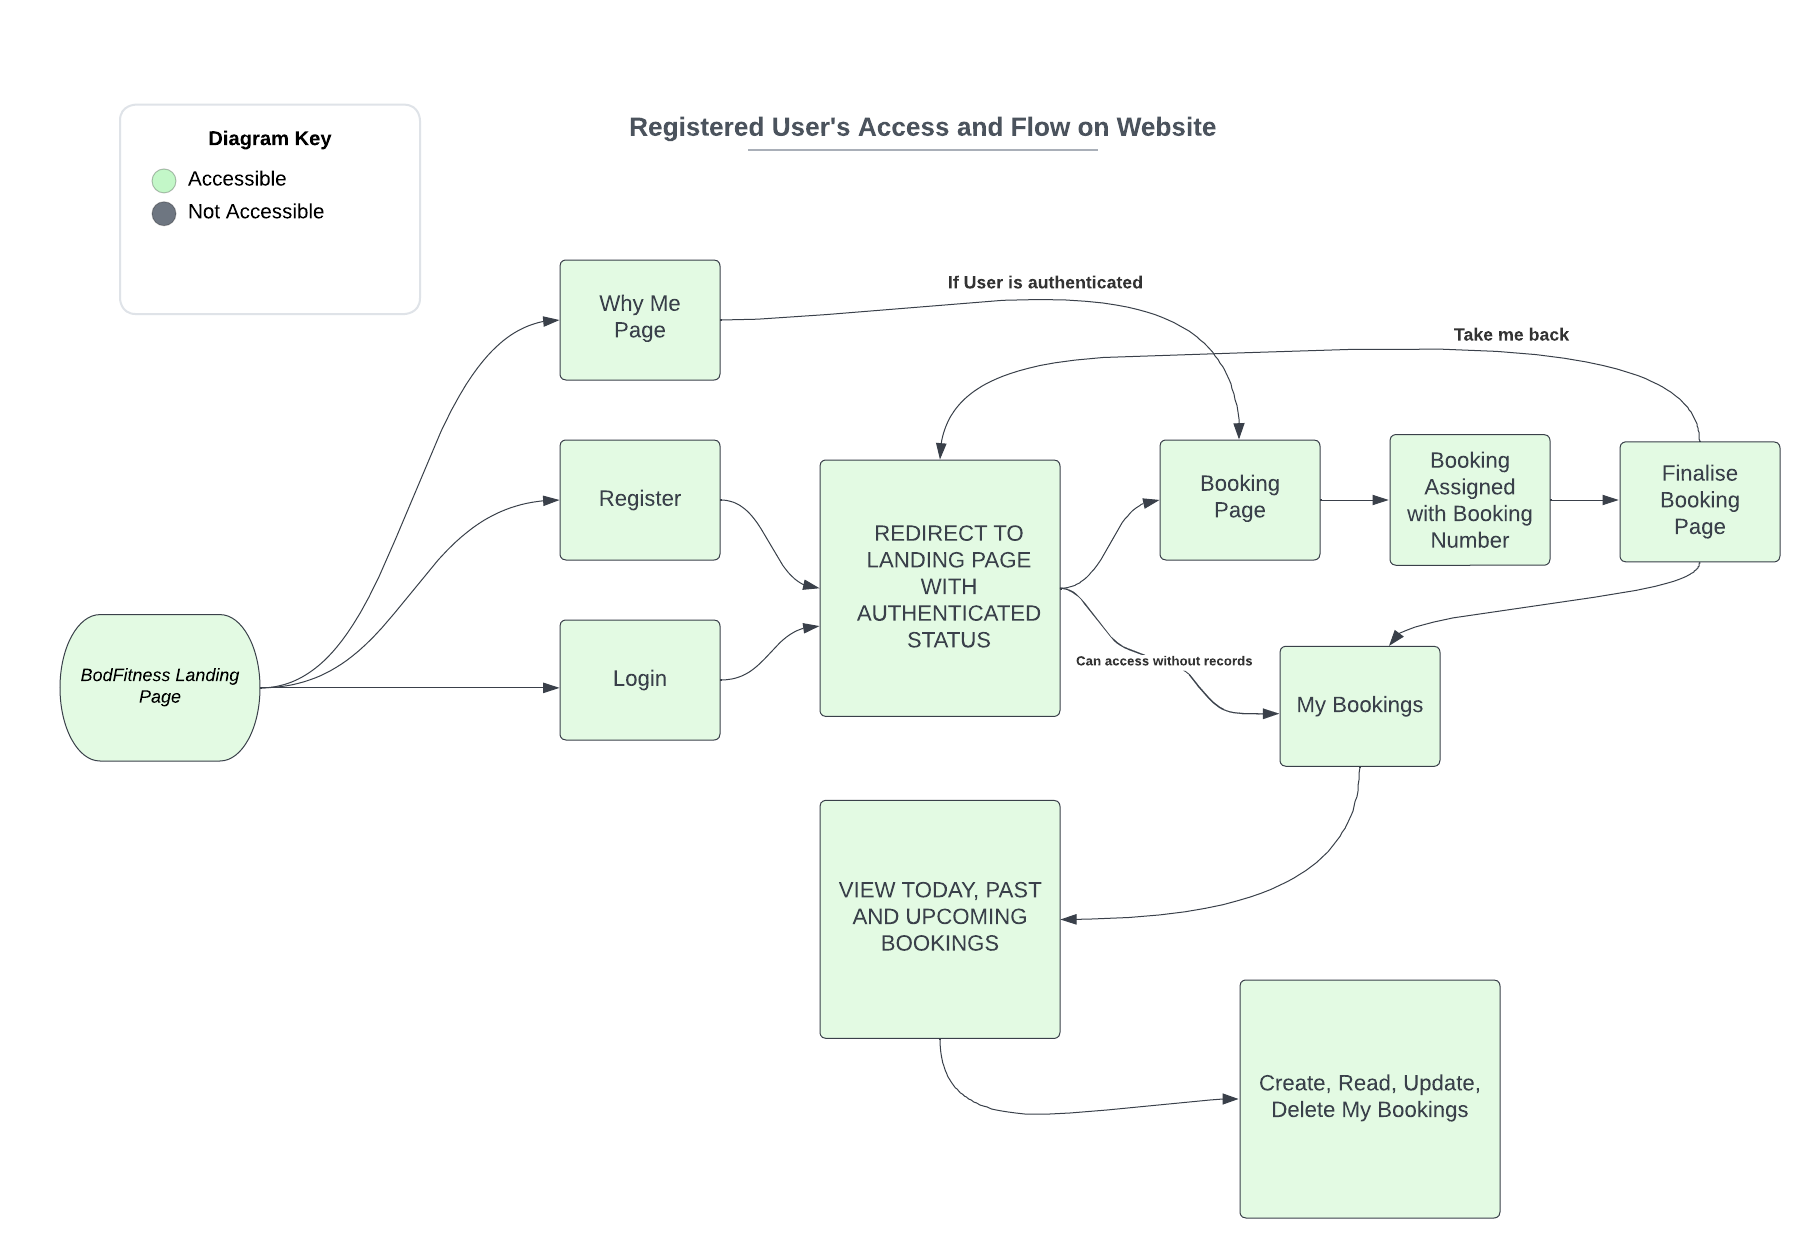 Registered User's Access and Flow on Website
Diagram Key
Accessible
Not Accessible
Why Me
Page
If User is authenticated
Take me back
Register
Booking
Page
Booking
Assigned
with Booking
Number
Finalise
Booking
Page
REDIRECT TO
LANDING PAGE
WITH
AUTHENTICATED
STATUS
BodFitness Landing
Page
Login
Can access without records
My Bookings
VIEW TODAY, PAST
AND UPCOMING
BOOKINGS
Create, Read, Update,
Delete My Bookings